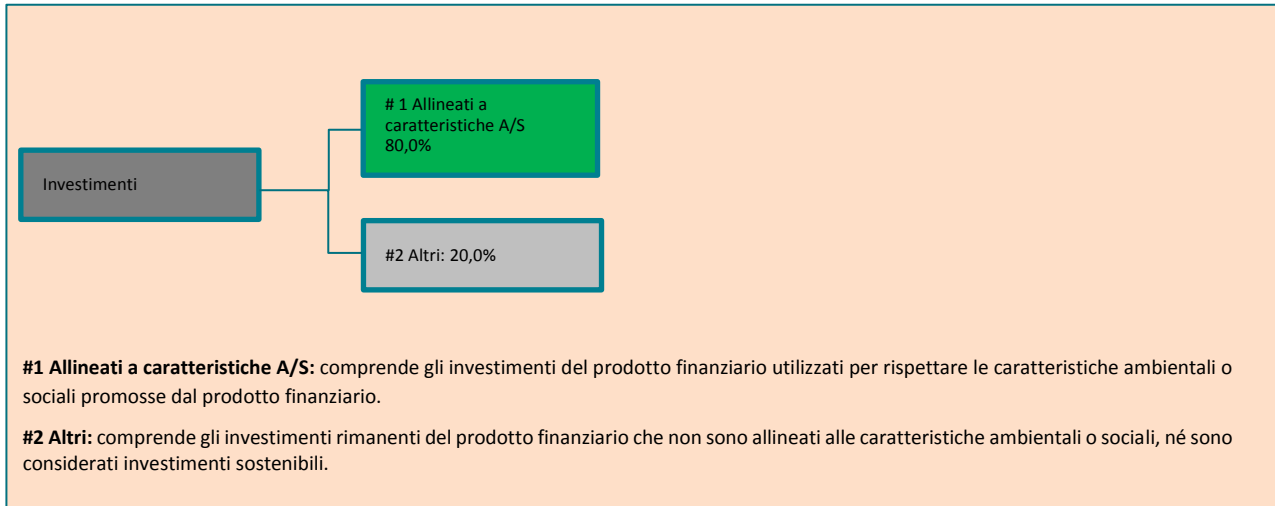 # 1 Allineati a
caratteristiche A/S
80,0%
Investimenti
#2 Altri: 20,0%
#1 Allineati a caratteristiche A/S: comprende gli investimenti del prodotto finanziario utilizzati per rispettare le caratteristiche ambientali o
sociali promosse dal prodotto finanziario.
#2 Altri: comprende gli investimenti rimanenti del prodotto finanziario che non sono allineati alle caratteristiche ambientali o sociali, né sono
considerati investimenti sostenibili.